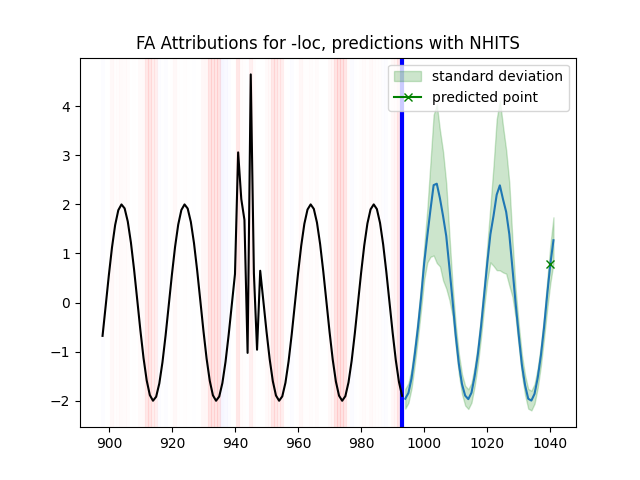 FA Attributions for -loc, predictions with NHITS
standard deviation
predicted point
4
3
2
1
0
−1
−2
900 920 940 960 980 1000 1020 1040